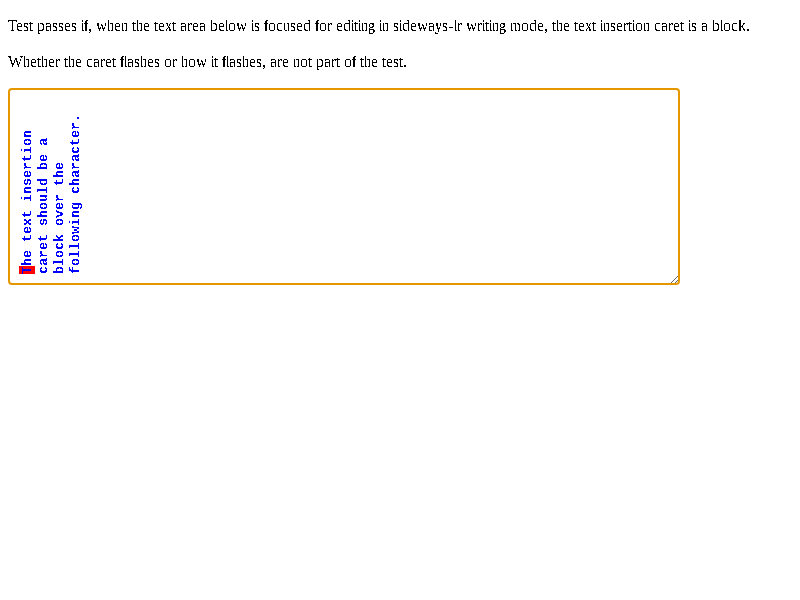 Test passes if, when the text area below is focused for editing in sideways-lr writing mode, the text insertion caret is a block.
Whether the caret flashes or how it flashes, are not part of the test.
The text insertion
caret should be a
block over the
following character.